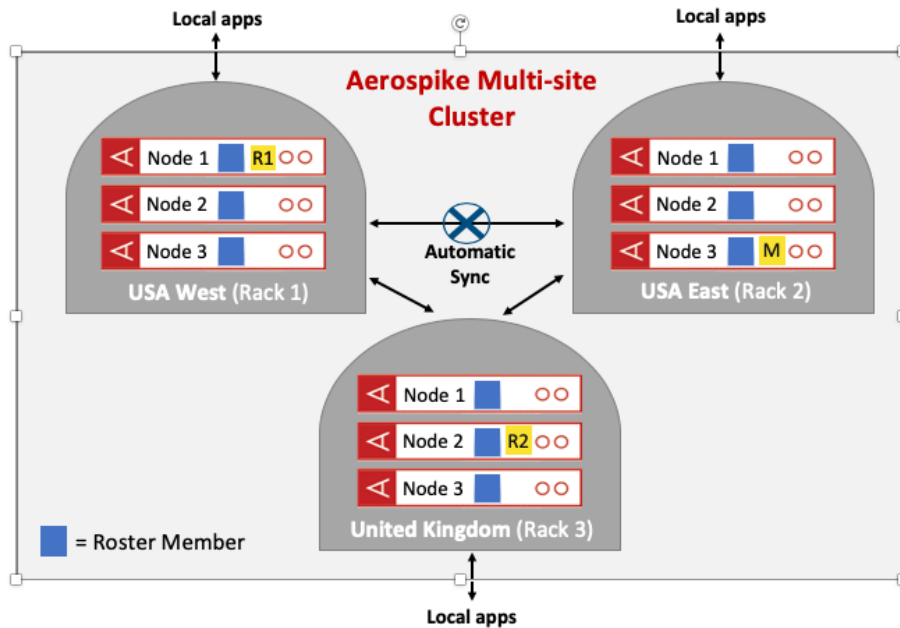 Local apps
Local apps
Aerospike Multi-site
Cluster
Node 1 R1
Node 2
Node 3
USA West (Rack 1)
Automatic
Sync
Node 1
Node 2
Node 3 M
USA East (Rack 2)
Node 1
Node 2 R2
Node 3
United Kingdom (Rack 3)
= Roster Member
Local apps